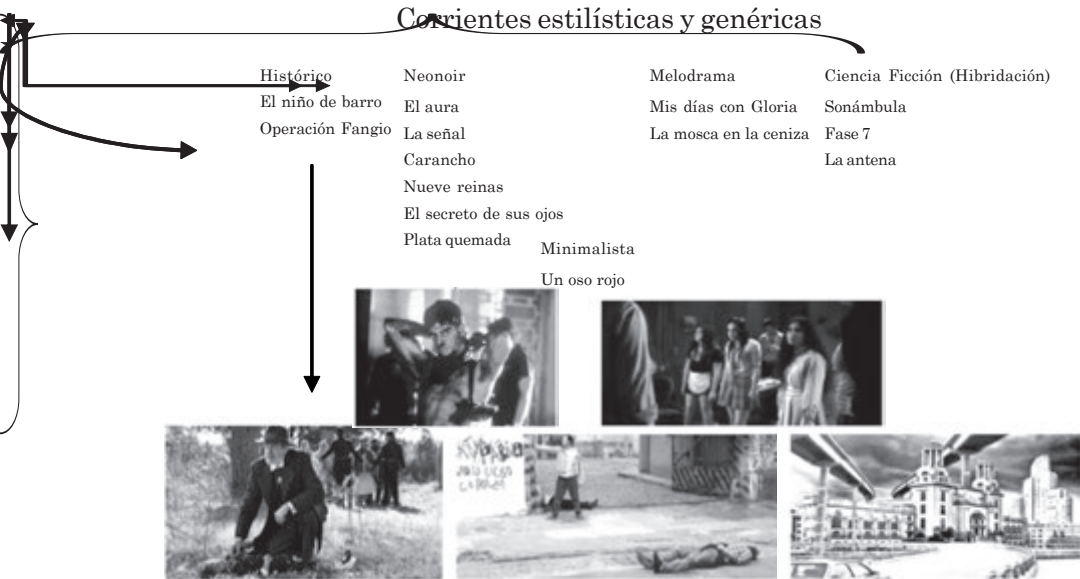 Corrientes estilísticas y genéricas
Histórico
El niño de barro
Operación Fangio
Neonoir
El aura
La señal
Carancho
Nueve reinas
El secreto de sus ojos
Plata quemada
Minimalista
Un oso rojo
Melodrama
Mis días con Gloria
La mosca en la ceniza
Ciencia Ficción (Hibridación)
Sonámbula
Fase 7
La antena